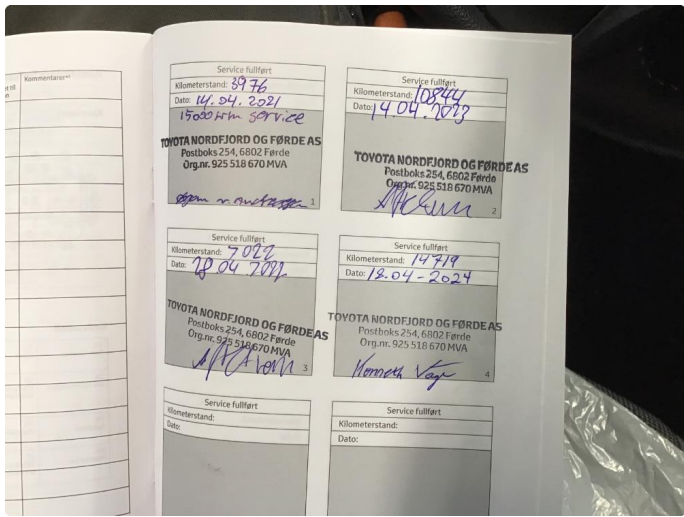 Kommentarer
Service fullført
Kilometerstand: 3976
Dato: 14.04.2021
15000 km service
TOYOTA NORDFJORD OG FØRDE AS
Postboks 254, 6802 Førde
Org.nr. 925 518 670 MVA
1
Service fullført
Kilometerstand: 10844
Dato: 14.04.2023
TOYOTA NORDFJORD OG FØRDE AS
Postboks 254, 6802 Førde
Org.nr. 925 518 670 MVA
2
Service fullført
Kilometerstand: 7022
Dato: 28.04.2022
TOYOTA NORDFJORD OG FØRDE AS
Postboks 254, 6802 Førde
Org.nr. 925 518 670 MVA
3
Service fullført
Kilometerstand: 14719
Dato: 18.04-2024
TOYOTA NORDFJORD OG FØRDE AS
Postboks 254, 6802 Førde
Org.nr. 925 518 670 MVA
Kenneth
4
Service fullført
Kilometerstand:
Dato:
Service fullført
Kilometerstand:
Dato: